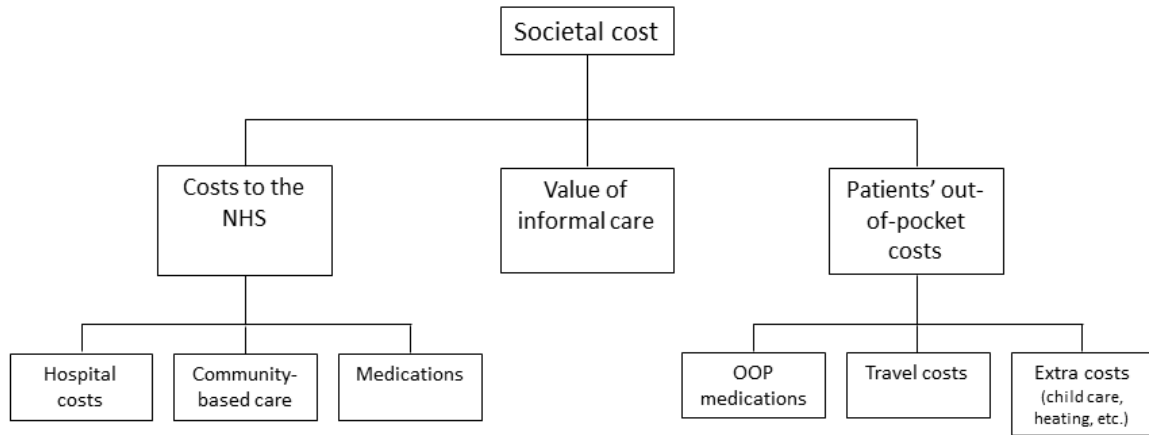 Societal cost
Costs to the
NHS
Value of
informal care
Patients' out-
of-pocket
costs
Hospital
costs
Community-
based care
Medications
OOP
medications
Travel costs
Extra costs
(child care,
heating, etc.)